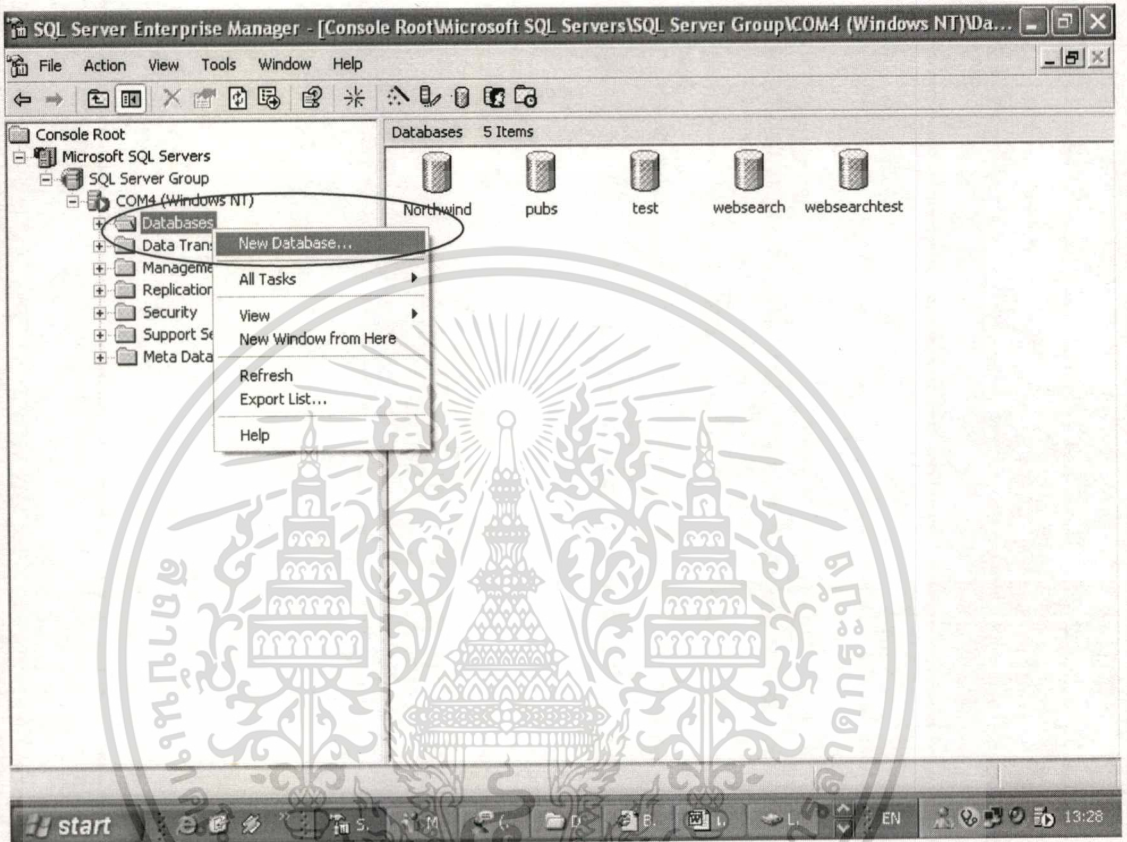 SQL Server Enterprise Manager - [Console Root\Microsoft SQL Servers\SQL Server Group\COM4 (Windows NT)\Da...
File Action View Tools Window Help
Console Root
Microsoft SQL Servers
SQL Server Group
COM4 (Windows NT)
Databases
Data Trans
Manageme
Replication
Security
Support Se
Meta Data
New Database...
All Tasks
View
New Window from Here
Refresh
Export List...
Help
Databases 5 Items
Northwind pubs test websearch websearchtest
start S. M (. D B. L. EN 13:28